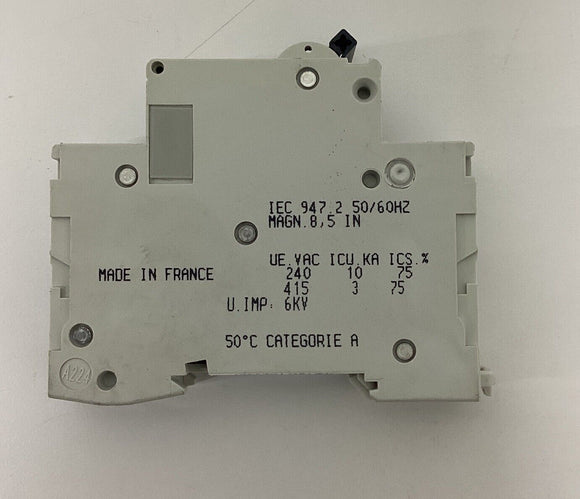 IEC 947.2 50/60HZ
MAGN.8,5 IN
UE.VAC ICU.KA ICS.%
240 10 75
415 3 75
MADE IN FRANCE
U.IMP: 6KV
50°C CATEGORIE A
A224